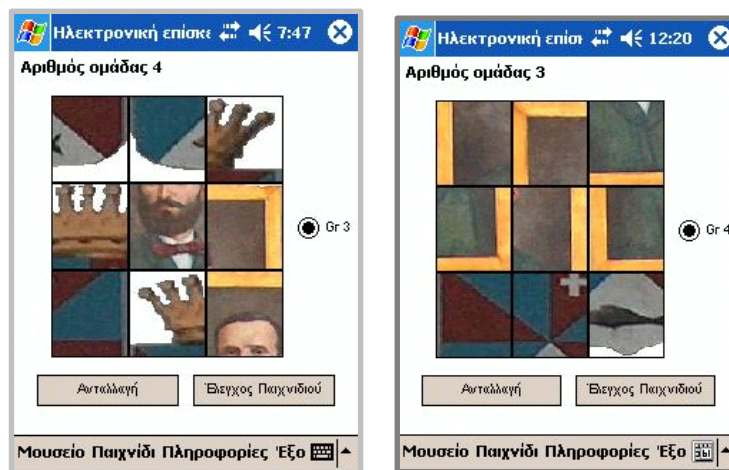 Ηλεκτρονική επίσκε 7:47
Αριθμός ομάδας 4
Gr 3
Ανταλλαγή Έλεγχος Παιχνιδιού
Μουσείο Παιχνίδι Πληροφορίες Έξο
Ηλεκτρονική επίσι 12:20
Αριθμός ομάδας 3
Gr 4
Ανταλλαγή Έλεγχος Παιχνιδιού
Μουσείο Παιχνίδι Πληροφορίες Έξο